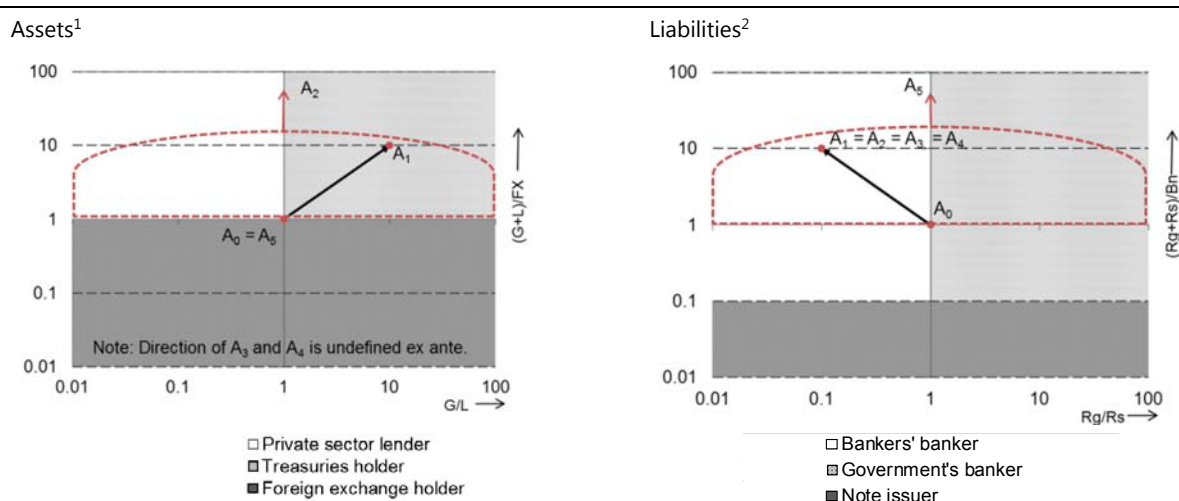 Assets¹
100
10
1
0.1
0.01
A₂
A₁
A₀ = A₅
Note: Direction of A₃ and A₄ is undefined ex ante.
0.01 0.1 1 10 100
G/L →
(G+L)/FX →
Private sector lender
Treasuries holder
Foreign exchange holder
Liabilities²
100
10
1
0.1
0.01
A₅
A₁ = A₂ = A₃ = A₄
A₀
0.01 0.1 1 10 100
Rg/Rs →
(Rg+Rs)/Bn →
Bankers' banker
Government's banker
Note issuer